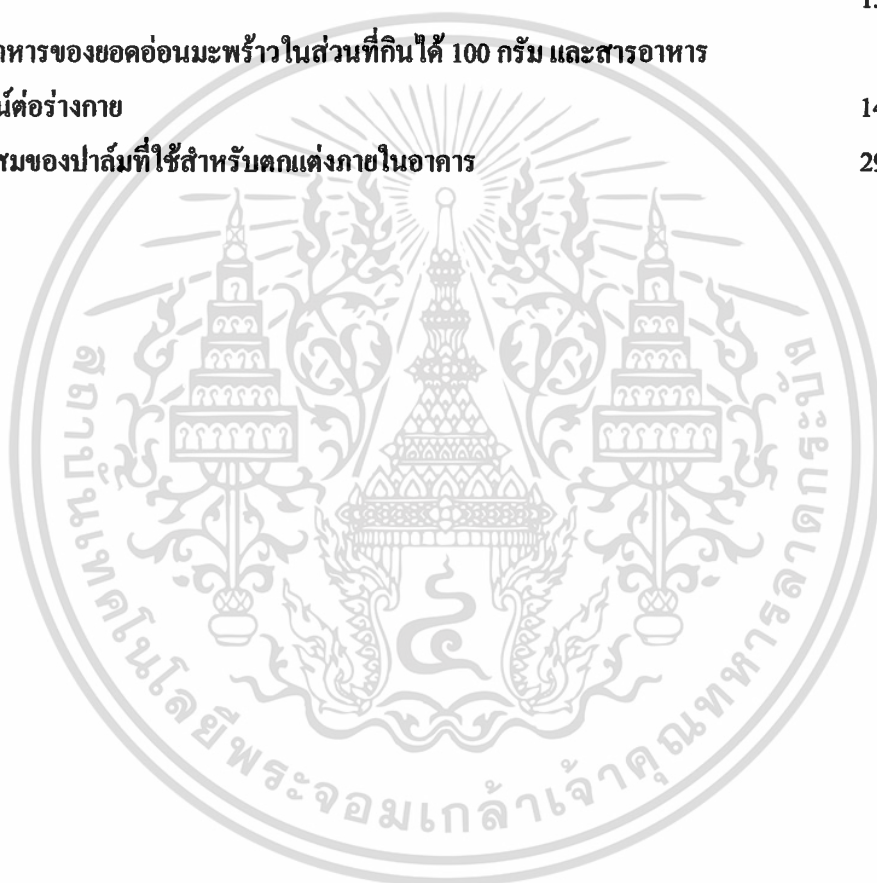 าหารของยอดอ่อนมะพร้าวในส่วนที่กินได้ 100 กรัม และสารอาหาร
น์ต่อร่างกาย 14
สมของปาล์มที่ใช้สำหรับตกแต่งภายในอาคาร 29
สถาบันเทคโนโลยีพระจอมเกล้าเจ้าคุณทหารลาดกระบัง